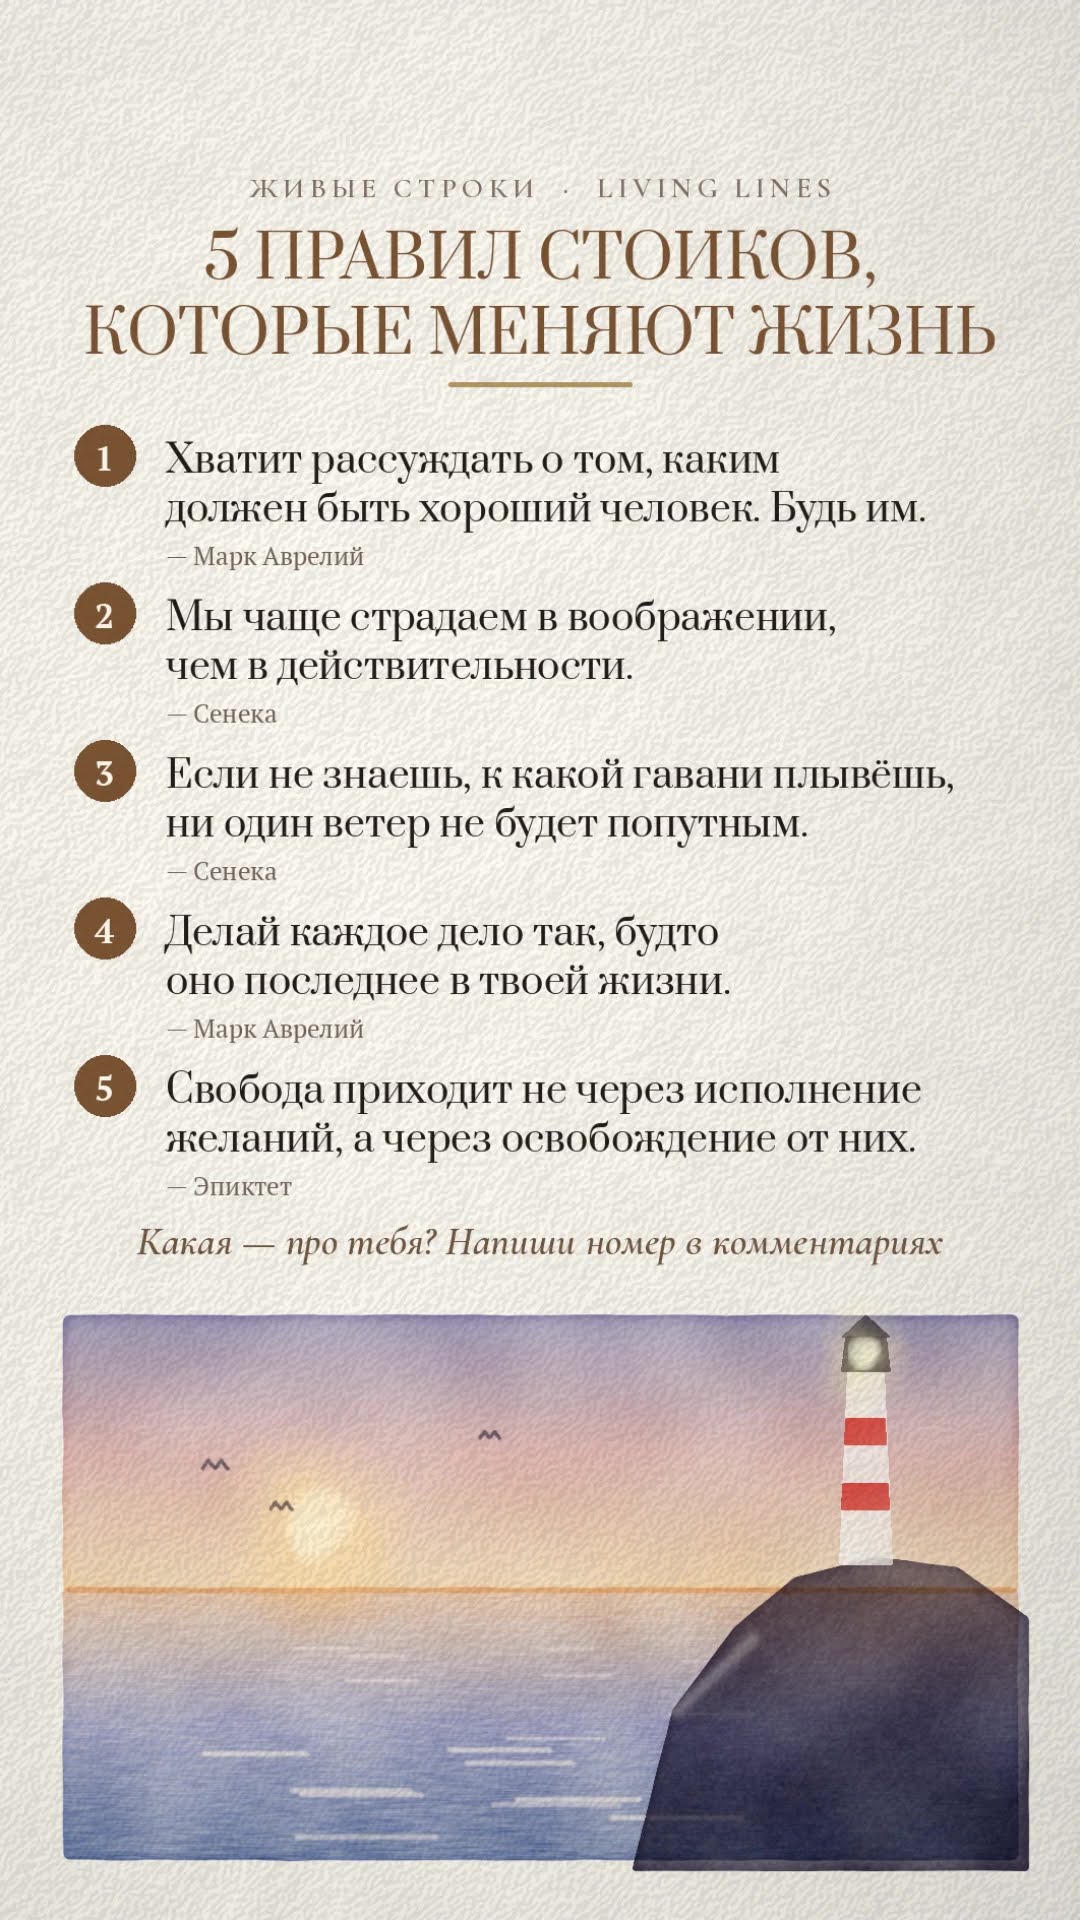 ЖИВЫЕ СТРОКИ · LIVING LINES
5 ПРАВИЛ СТОИКОВ,
КОТОРЫЕ МЕНЯЮТ ЖИЗНЬ
1 Хватит рассуждать о том, каким
должен быть хороший человек. Будь им.
— Марк Аврелий
2 Мы чаще страдаем в воображении,
чем в действительности.
— Сенека
3 Если не знаешь, к какой гавани плывёшь,
ни один ветер не будет попутным.
— Сенека
4 Делай каждое дело так, будто
оно последнее в твоей жизни.
— Марк Аврелий
5 Свобода приходит не через исполнение
желаний, а через освобождение от них.
— Эпиктет
Какая — про тебя? Напиши номер в комментариях